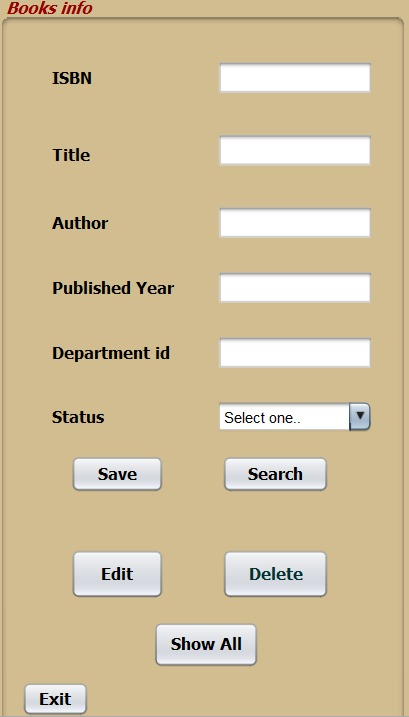 Books info
ISBN
Title
Author
Published Year
Department id
Status Select one..
Save Search
Edit Delete
Show All
Exit